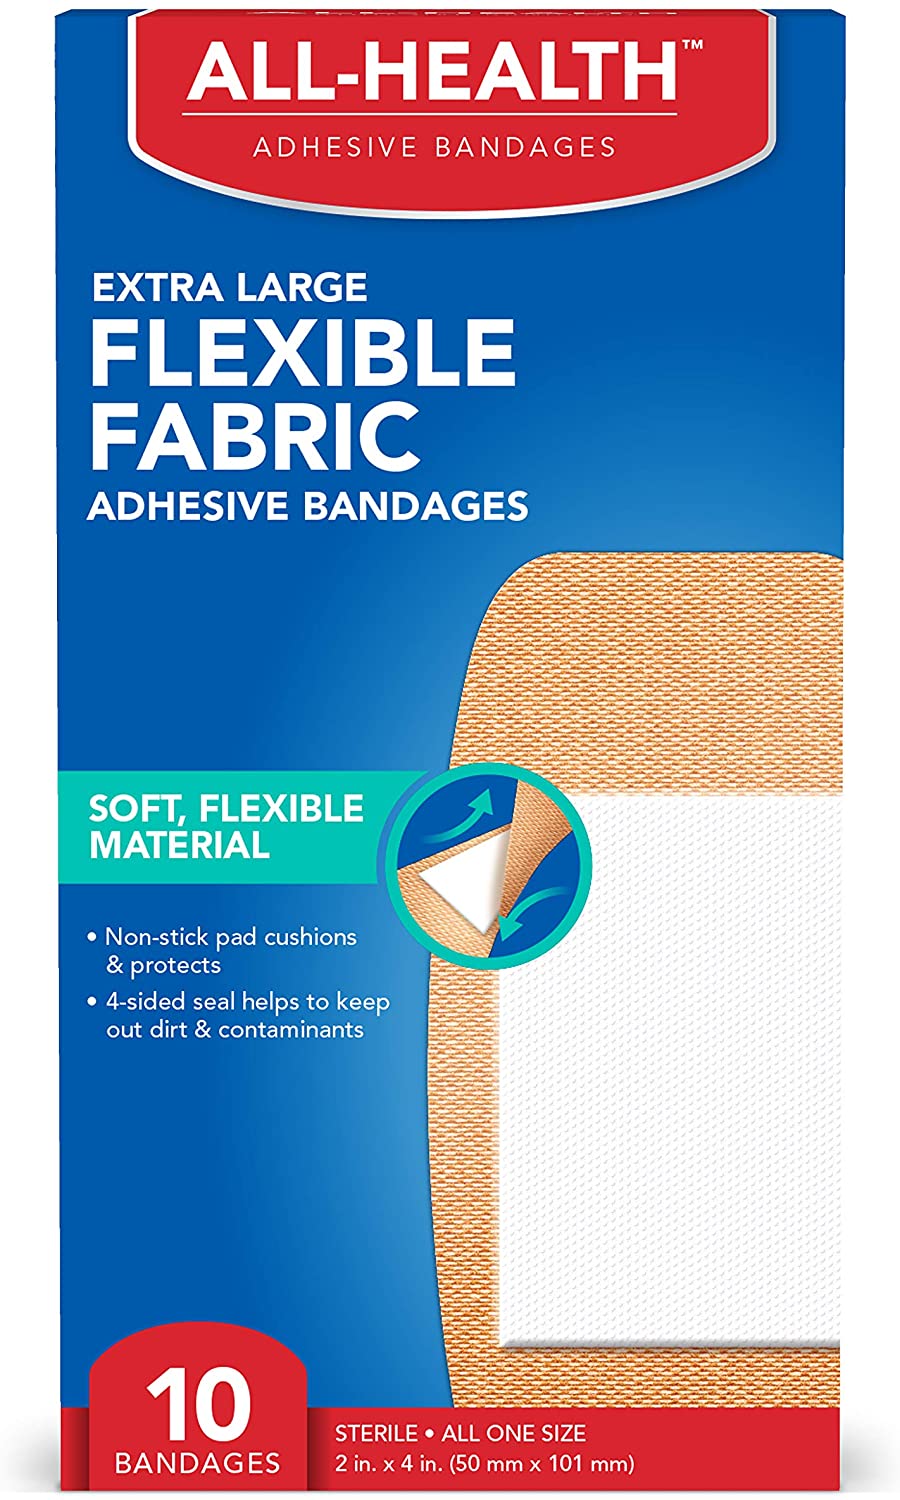 ALL-HEALTH™
ADHESIVE BANDAGES
EXTRA LARGE
FLEXIBLE
FABRIC
ADHESIVE BANDAGES
SOFT, FLEXIBLE
MATERIAL
• Non-stick pad cushions
& protects
• 4-sided seal helps to keep
out dirt & contaminants
10
BANDAGES
STERILE • ALL ONE SIZE
2 in. x 4 in. (50 mm x 101 mm)